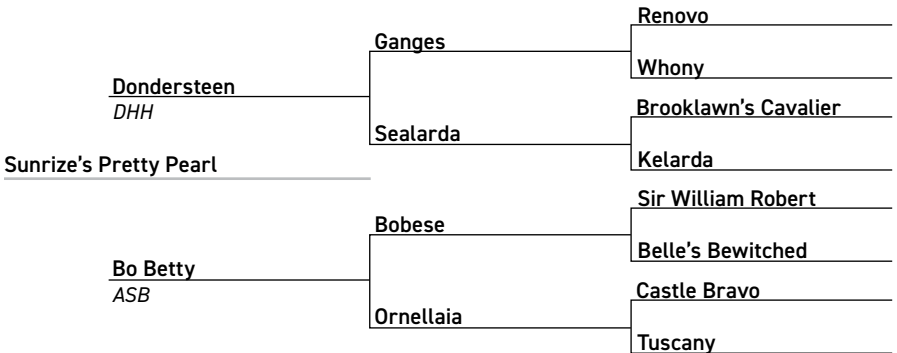 Renovo
Ganges
Whony
Dondersteen
DHH
Brooklawn's Cavalier
Sealarda
Kelarda
Sunrize's Pretty Pearl
Sir William Robert
Bobese
Belle's Bewitched
Bo Betty
ASB
Castle Bravo
Ornellaia
Tuscany